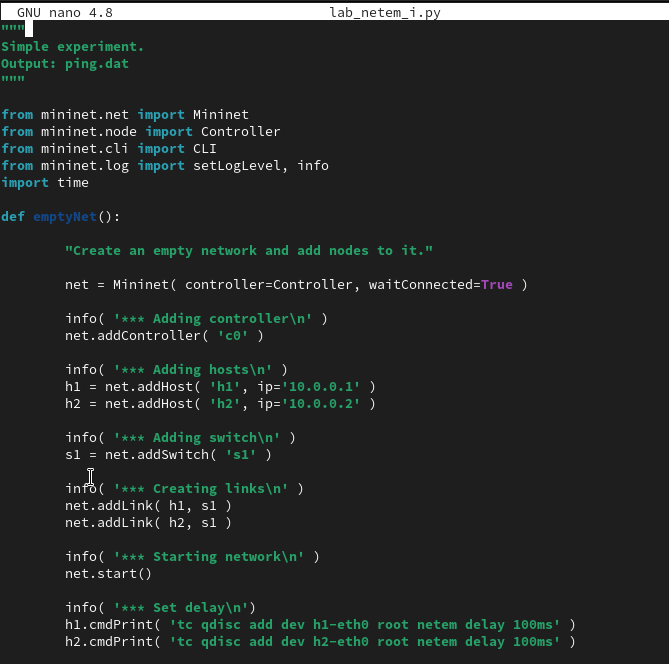 GNU nano 4.8 lab_netem_i.py
"""
Simple experiment.
Output: ping.dat
"""
from mininet.net import Mininet
from mininet.node import Controller
from mininet.cli import CLI
from mininet.log import setLogLevel, info
import time
def emptyNet():
"Create an empty network and add nodes to it."
net = Mininet( controller=Controller, waitConnected=True )
info( '*** Adding controller\n' )
net.addController( 'c0' )
info( '*** Adding hosts\n' )
h1 = net.addHost( 'h1', ip='10.0.0.1' )
h2 = net.addHost( 'h2', ip='10.0.0.2' )
info( '*** Adding switch\n' )
s1 = net.addSwitch( 's1' )
info( '*** Creating links\n' )
net.addLink( h1, s1 )
net.addLink( h2, s1 )
info( '*** Starting network\n' )
net.start()
info( '*** Set delay\n')
h1.cmdPrint( 'tc qdisc add dev h1-eth0 root netem delay 100ms' )
h2.cmdPrint( 'tc qdisc add dev h2-eth0 root netem delay 100ms' )